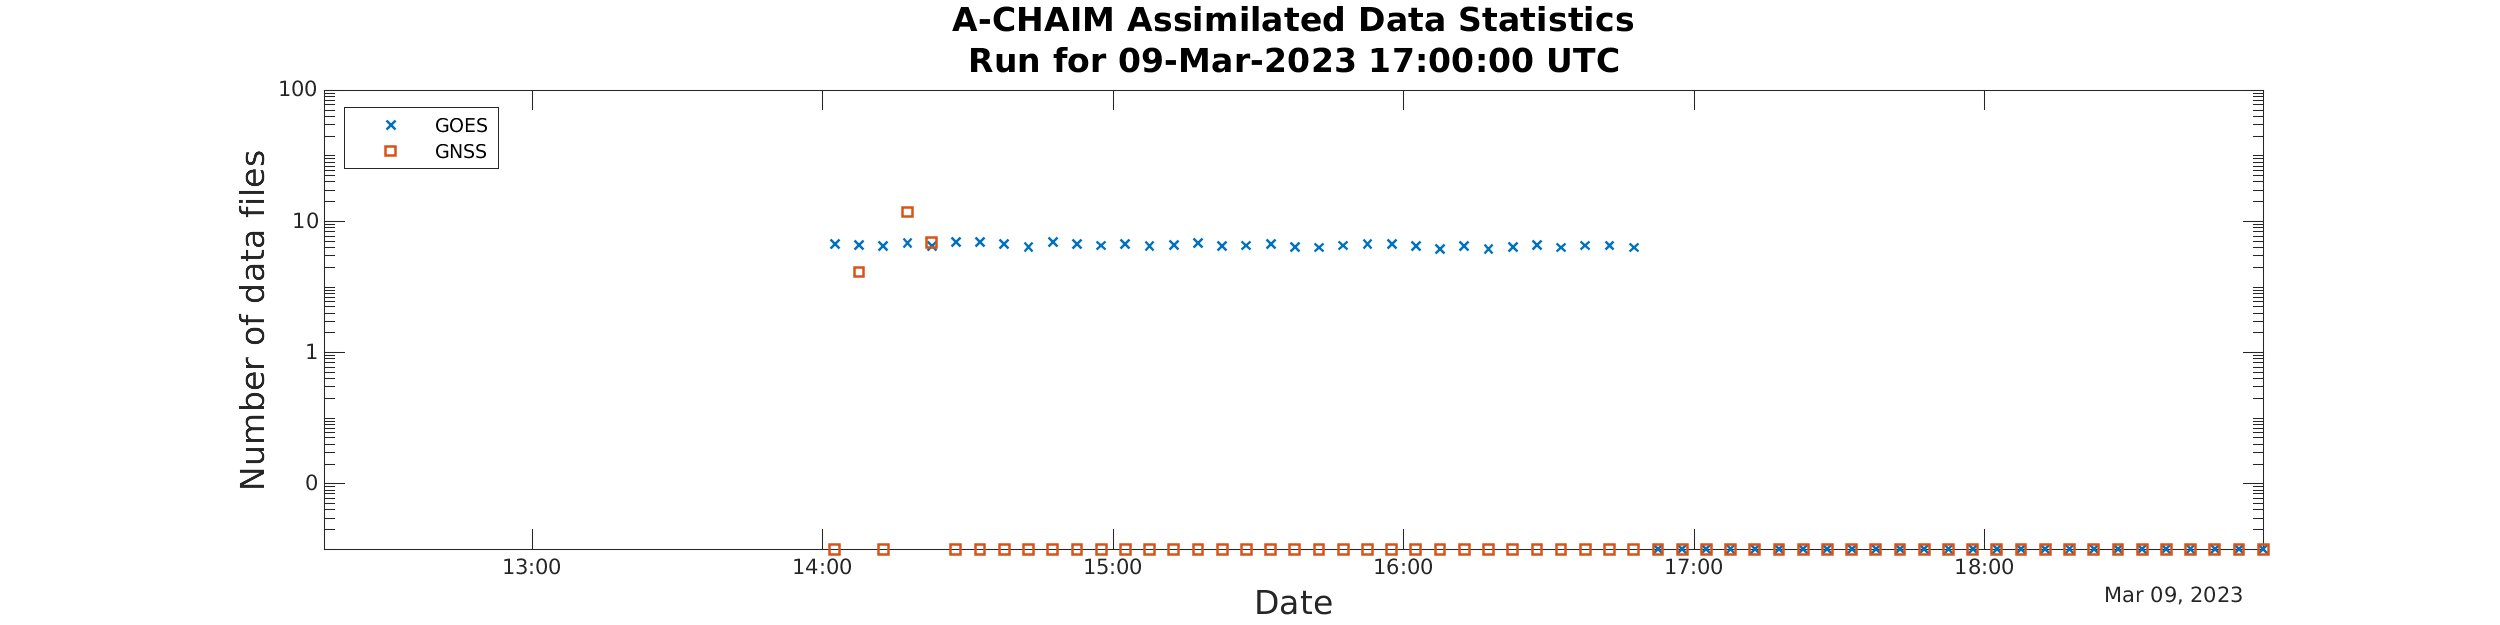 A-CHAIM Assimilated Data Statistics
Run for 09-Mar-2023 17:00:00 UTC
100
10
1
0
Number of data files
GOES
GNSS
13:00
14:00
15:00
16:00
17:00
18:00
Mar 09, 2023
Date